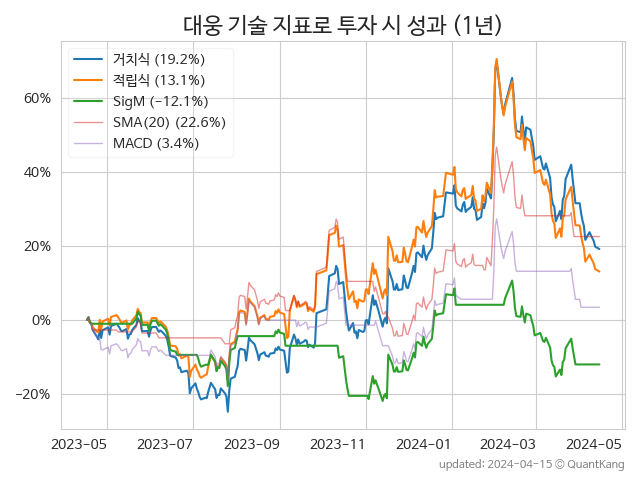 대웅 기술 지표로 투자 시 성과 (1년)
거치식 (19.2%)
적립식 (13.1%)
SigM (−12.1%)
SMA(20) (22.6%)
MACD (3.4%)
60%
40%
20%
0%
−20%
2023-05 2023-07 2023-09 2023-11 2024-01 2024-03 2024-05
updated: 2024-04-15 © QuantKang